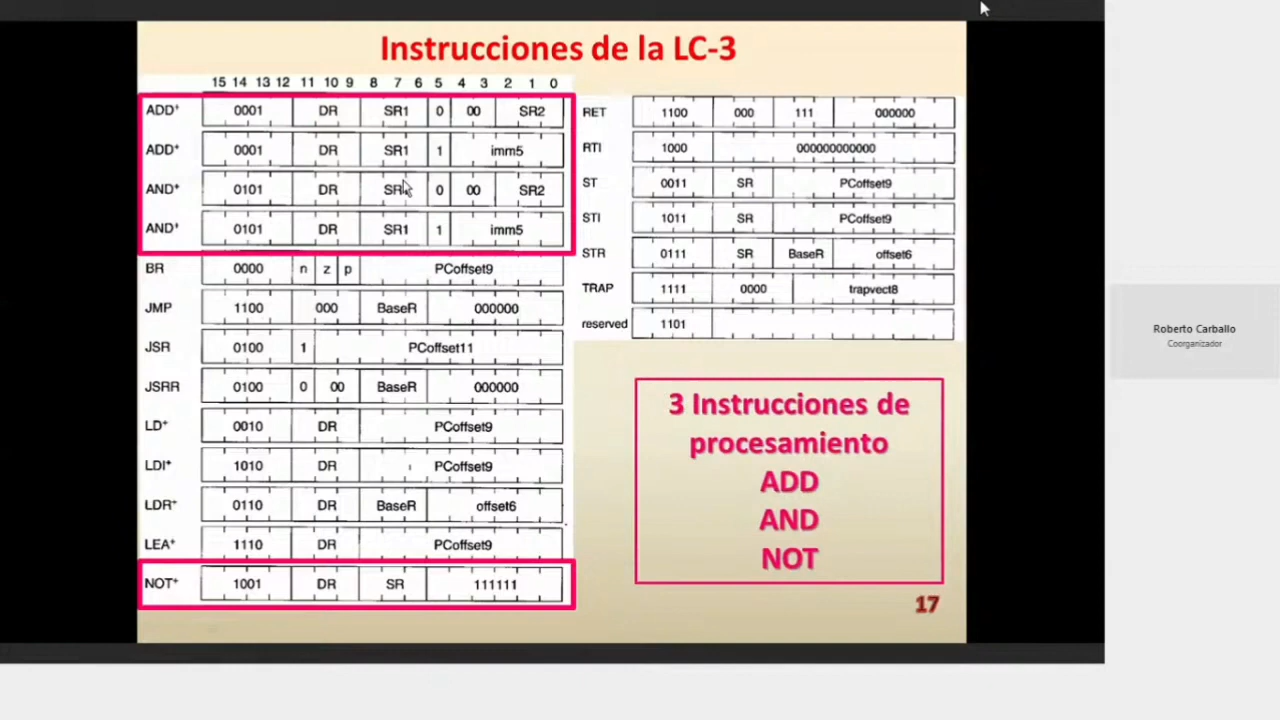 Instrucciones de la LC-3
15 14 13 12 11 10 9 8 7 6 5 4 3 2 1 0
ADD+ 0001 DR SR1 0 00 SR2
ADD+ 0001 DR SR1 1 imm5
AND+ 0101 DR SR1 0 00 SR2
AND+ 0101 DR SR1 1 imm5
BR 0000 n z p PCoffset9
JMP 1100 000 BaseR 000000
JSR 0100 1 PCoffset11
JSRR 0100 0 00 BaseR 000000
LD+ 0010 DR PCoffset9
LDI+ 1010 DR PCoffset9
LDR+ 0110 DR BaseR offset6
LEA+ 1110 DR PCoffset9
NOT+ 1001 DR SR 111111
RET 1100 000 111 000000
RTI 1000 000000000000
ST 0011 SR PCoffset9
STI 1011 SR PCoffset9
STR 0111 SR BaseR offset6
TRAP 1111 0000 trapvect8
reserved 1101
3 Instrucciones de
procesamiento
ADD
AND
NOT
17
Roberto Carballo
Coorganizador